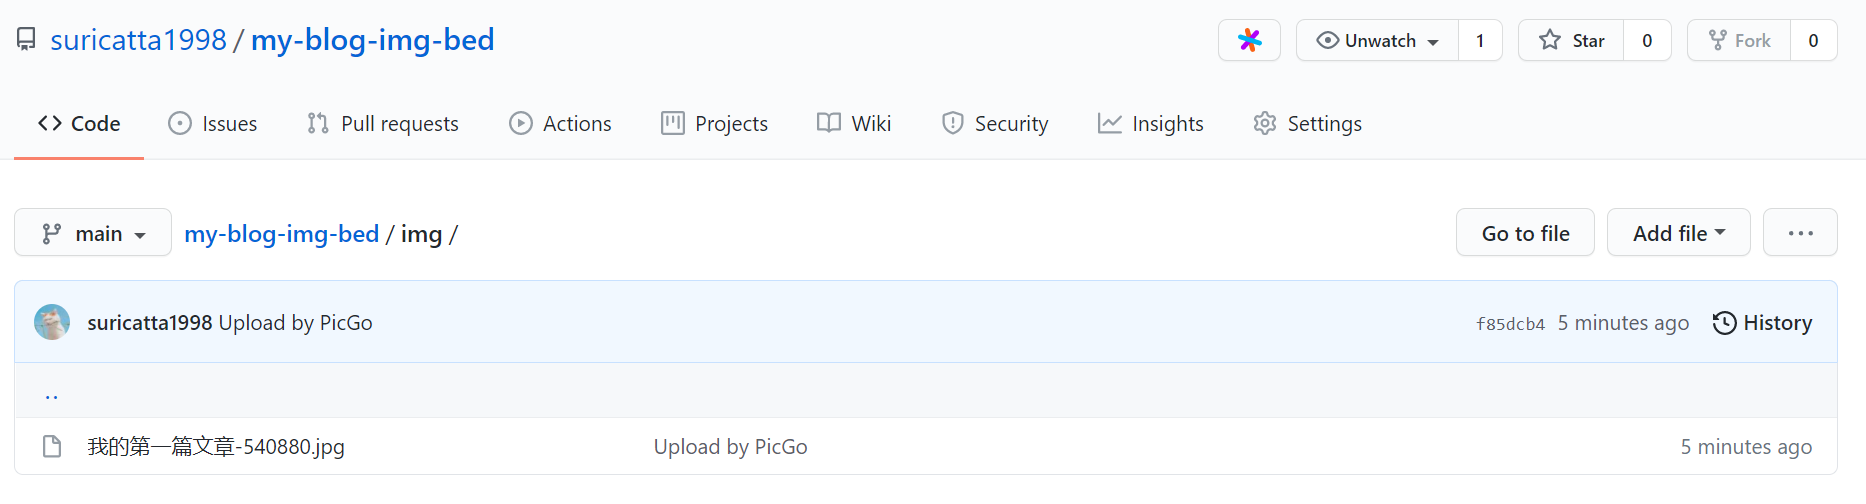 suricatta1998 / my-blog-img-bed Unwatch 1 Star 0 Fork 0
Code Issues Pull requests Actions Projects Wiki Security Insights Settings
main my-blog-img-bed / img / Go to file Add file ...
suricatta1998 Upload by PicGo f85dcb4 5 minutes ago History
..
我的第一篇文章-540880.jpg Upload by PicGo 5 minutes ago